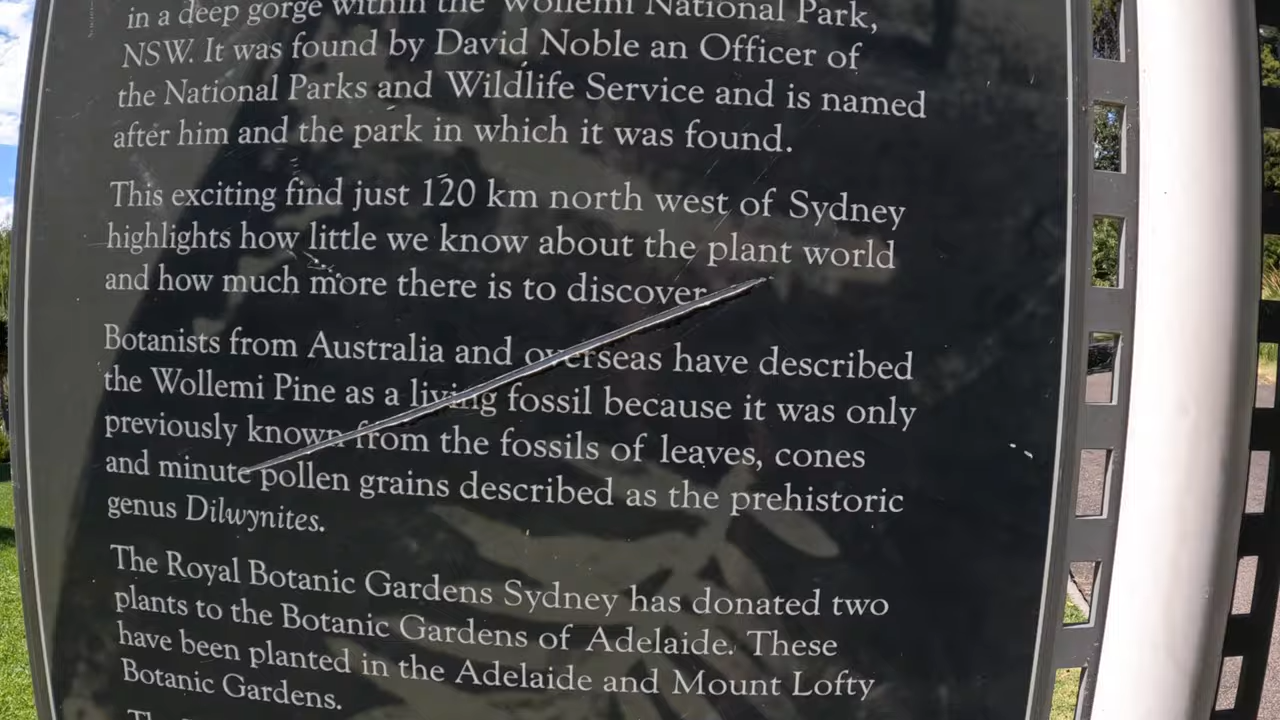 in a deep gorge within the Wollemi National Park,
NSW. It was found by David Noble an Officer of
the National Parks and Wildlife Service and is named
after him and the park in which it was found.
This exciting find just 120 km north west of Sydney
highlights how little we know about the plant world
and how much more there is to discover
Botanists from Australia and overseas have described
the Wollemi Pine as a living fossil because it was only
previously known from the fossils of leaves, cones
and minute pollen grains described as the prehistoric
genus Dilwynites.
The Royal Botanic Gardens Sydney has donated two
plants to the Botanic Gardens of Adelaide. These
have been planted in the Adelaide and Mount Lofty
Botanic Gardens.